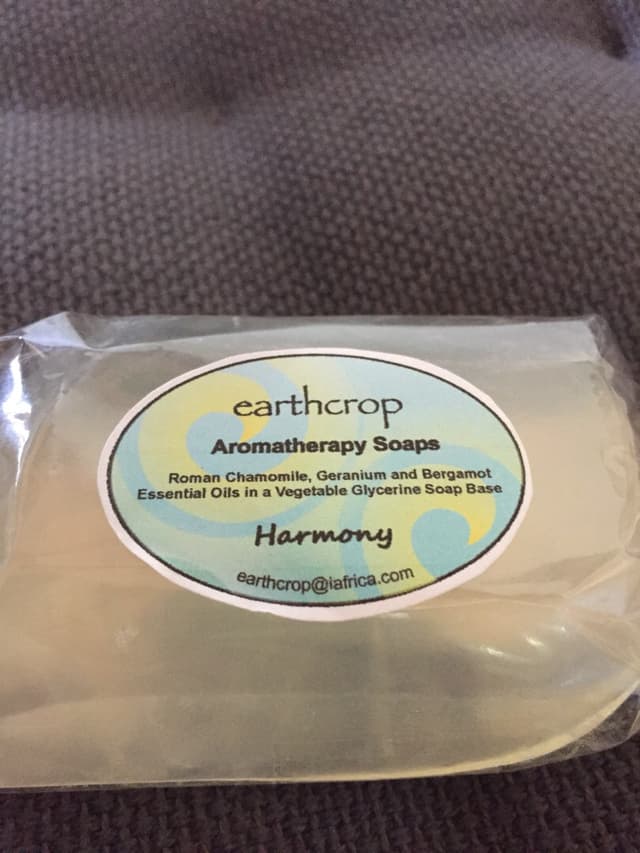 earthcrop
Aromatherapy Soaps
Roman Chamomile, Geranium and Bergamot
Essential Oils in a Vegetable Glycerine Soap Base
Harmony
earthcrop@iafrica.com